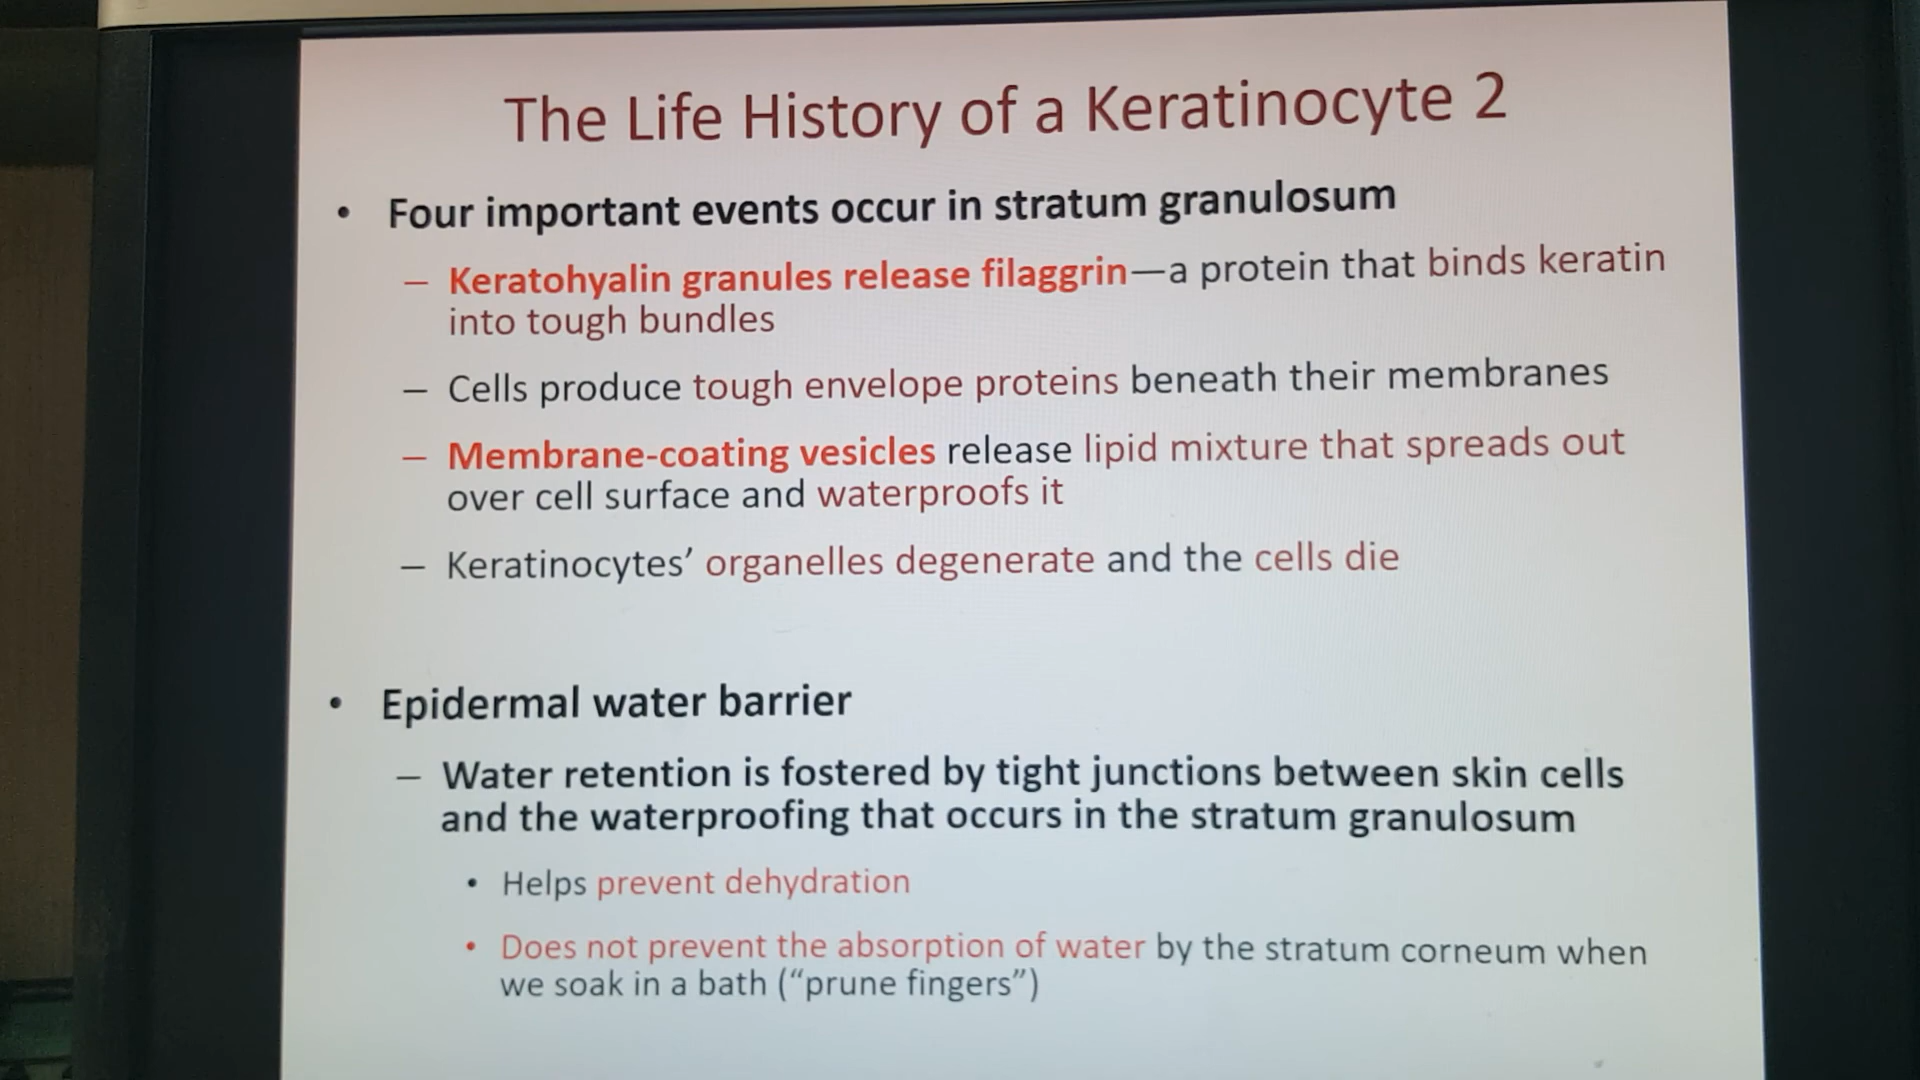 The Life History of a Keratinocyte 2
• Four important events occur in stratum granulosum
– Keratohyalin granules release filaggrin—a protein that binds keratin
into tough bundles
– Cells produce tough envelope proteins beneath their membranes
– Membrane-coating vesicles release lipid mixture that spreads out
over cell surface and waterproofs it
– Keratinocytes’ organelles degenerate and the cells die
• Epidermal water barrier
– Water retention is fostered by tight junctions between skin cells
and the waterproofing that occurs in the stratum granulosum
• Helps prevent dehydration
• Does not prevent the absorption of water by the stratum corneum when
we soak in a bath (“prune fingers”)